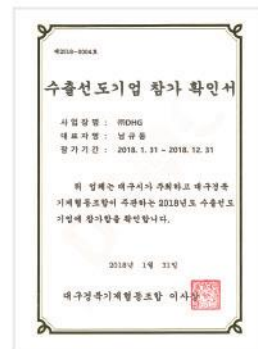 제2018-0004호
수출선도기업 참가 확인서
사 업 장 명 : ㈜DHG
대 표 자 명 : 남규동
참 가 기 간 : 2018. 1. 31 ~ 2018. 12. 31
위 업체는 대구시가 주최하고 대구경북
기계협동조합이 주관하는 2018년도 수출선도
기업에 참가함을 확인합니다.
2018년 1월 31일
대구경북기계협동조합 이사장